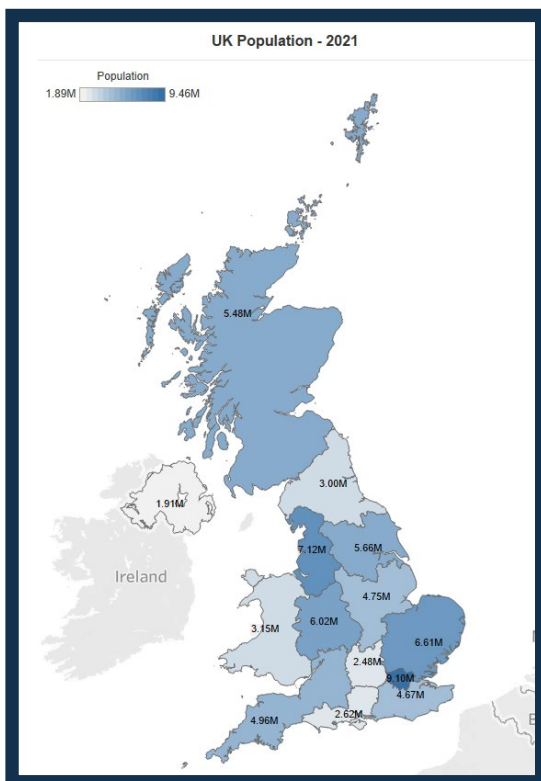 UK Population - 2021
Population
1.89M 9.46M
5.48M
3.00M
1.91M
7.12M
5.66M
Ireland
4.75M
3.15M
6.02M
6.61M
2.48M
9.10M
4.67M
4.96M
2.62M